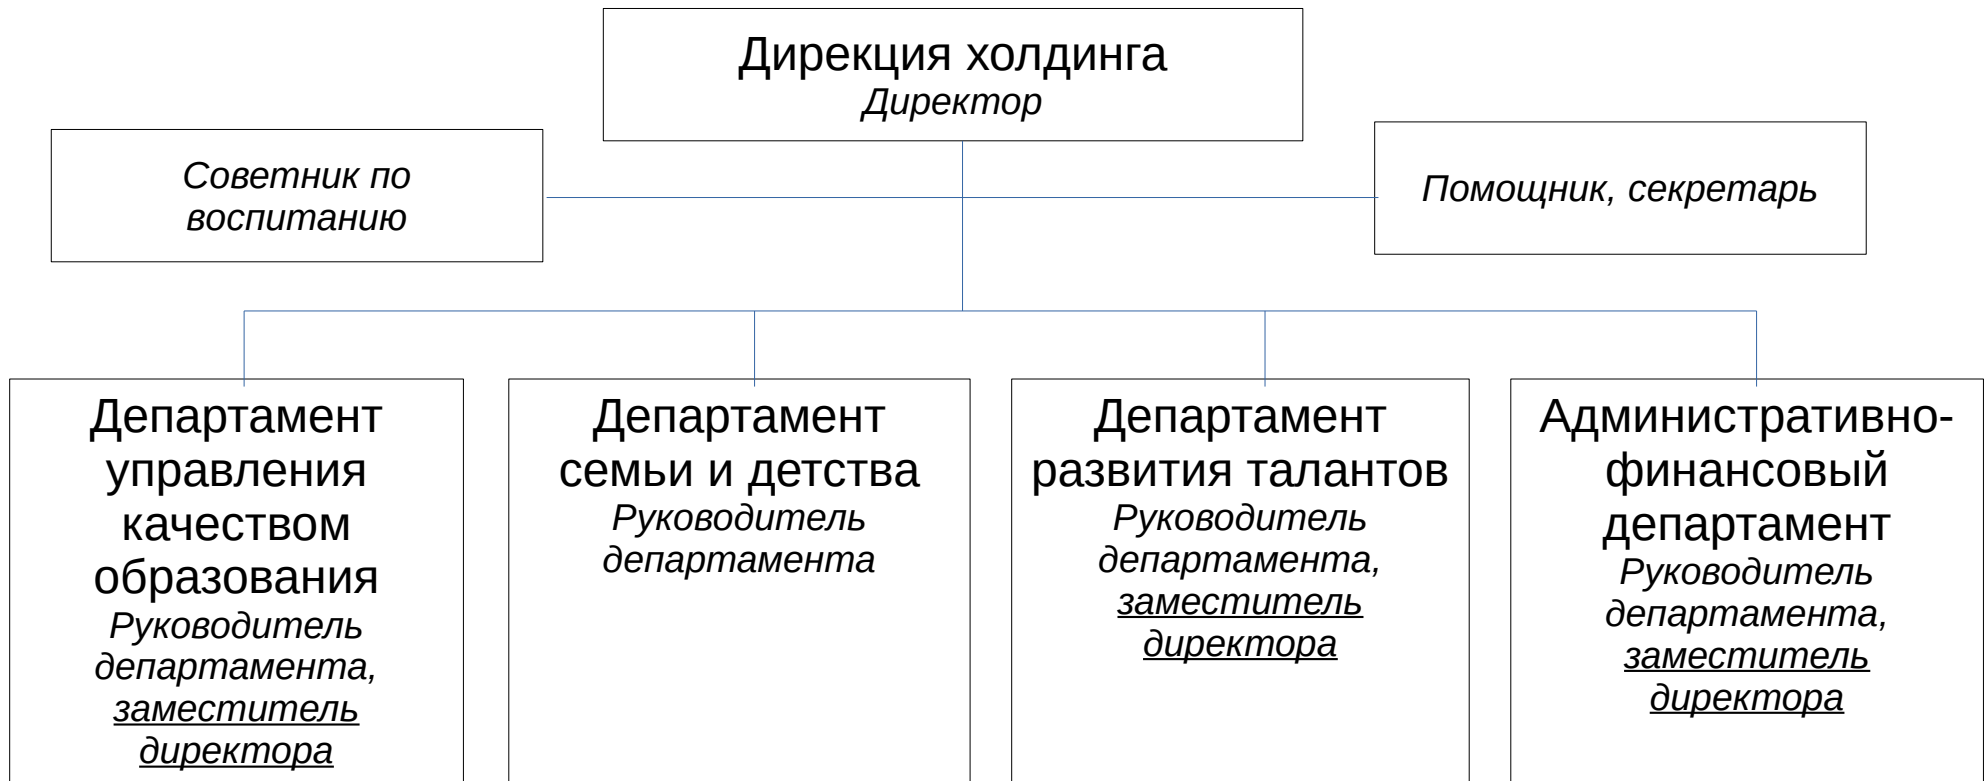 Дирекция холдинга
Директор
Советник по
воспитанию
Помощник, секретарь
Департамент
управления
качеством
образования
Руководитель
департамента,
заместитель
директора
Департамент
семьи и детства
Руководитель
департамента
Департамент
развития талантов
Руководитель
департамента,
заместитель
директора
Административно-
финансовый
департамент
Руководитель
департамента,
заместитель
директора